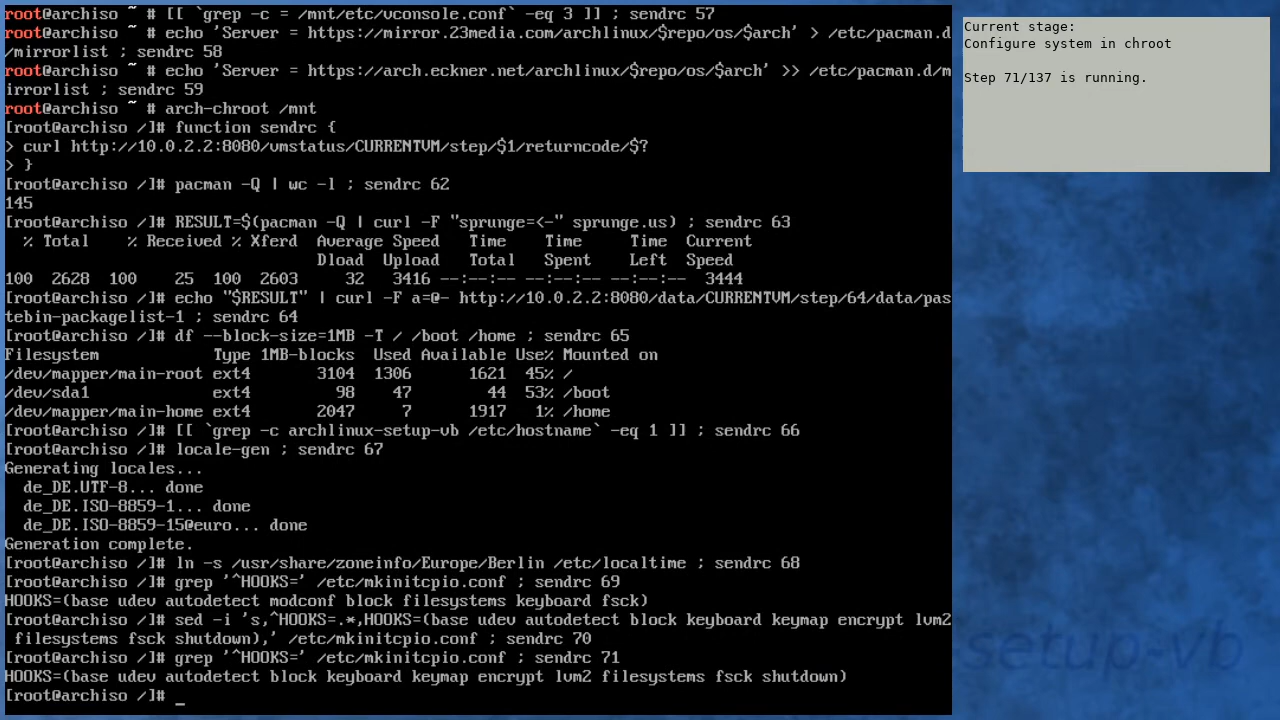 root@archiso ~ # [[ `grep -c = /mnt/etc/vconsole.conf` -eq 3 ]] ; sendrc 57
root@archiso ~ # echo 'Server = https://mirror.23media.com/archlinux/$repo/os/$arch' > /etc/pacman.d
/mirrorlist ; sendrc 58
root@archiso ~ # echo 'Server = https://arch.eckner.net/archlinux/$repo/os/$arch' >> /etc/pacman.d/m
irrorlist ; sendrc 59
root@archiso ~ # arch-chroot /mnt
[root@archiso /]# function sendrc {
> curl http://10.0.2.2:8080/vmstatus/CURRENTVM/step/$1/returncode/$?
> }
[root@archiso /]# pacman -Q | wc -l ; sendrc 62
145
[root@archiso /]# RESULT=$(pacman -Q | curl -F "sprunge=<-" sprunge.us) ; sendrc 63
  % Total    % Received % Xferd  Average Speed   Time    Time     Time  Current
                                 Dload  Upload   Total   Spent    Left  Speed
100  2628  100    25  100  2603     32   3416 --:--:-- --:--:-- --:--:--  3444
[root@archiso /]# echo "$RESULT" | curl -F a=@- http://10.0.2.2:8080/data/CURRENTVM/step/64/data/pas
tebin-packagelist-1 ; sendrc 64
[root@archiso /]# df --block-size=1MB -T / /boot /home ; sendrc 65
Filesystem            Type 1MB-blocks  Used Available Use% Mounted on
/dev/mapper/main-root ext4       3104  1306      1621  45% /
/dev/sda1             ext4         98    47        44  53% /boot
/dev/mapper/main-home ext4       2047     7      1917   1% /home
[root@archiso /]# [[ `grep -c archlinux-setup-vb /etc/hostname` -eq 1 ]] ; sendrc 66
[root@archiso /]# locale-gen ; sendrc 67
Generating locales...
  de_DE.UTF-8... done
  de_DE.ISO-8859-1... done
  de_DE.ISO-8859-15@euro... done
Generation complete.
[root@archiso /]# ln -s /usr/share/zoneinfo/Europe/Berlin /etc/localtime ; sendrc 68
[root@archiso /]# grep '^HOOKS=' /etc/mkinitcpio.conf ; sendrc 69
HOOKS=(base udev autodetect modconf block filesystems keyboard fsck)
[root@archiso /]# sed -i 's,^HOOKS=.*,HOOKS=(base udev autodetect block keyboard keymap encrypt lvm2
 filesystems fsck shutdown),' /etc/mkinitcpio.conf ; sendrc 70
[root@archiso /]# grep '^HOOKS=' /etc/mkinitcpio.conf ; sendrc 71
HOOKS=(base udev autodetect block keyboard keymap encrypt lvm2 filesystems fsck shutdown)
[root@archiso /]# _
Current stage:
Configure system in chroot
Step 71/137 is running.
setup-vb